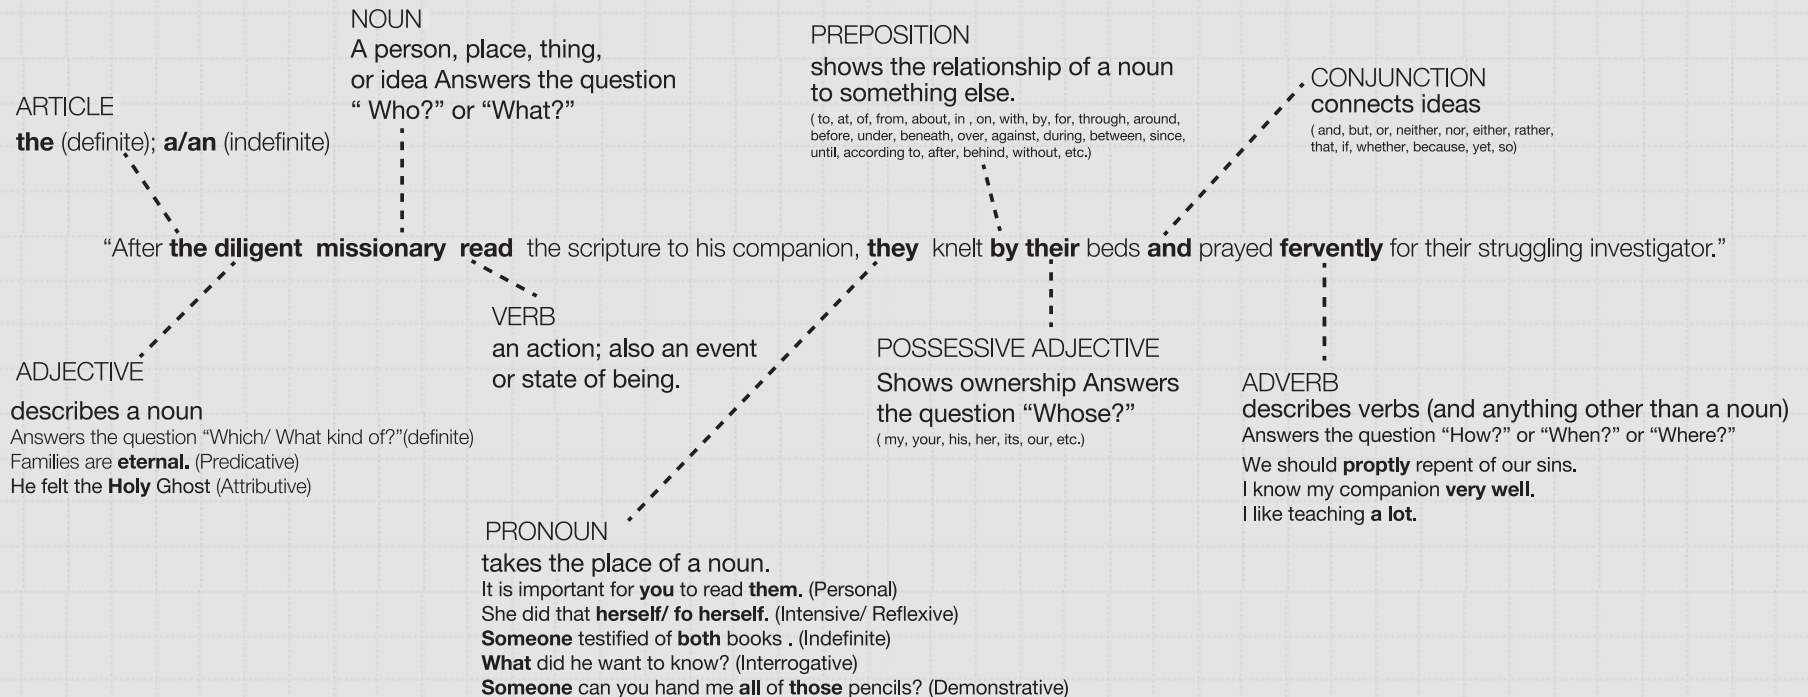 NOUN
A person, place, thing,
or idea Answers the question
“ Who?” or “What?”
PREPOSITION
shows the relationship of a noun
to something else.
( to, at, of, from, about, in , on, with, by, for, through, around,
before, under, beneath, over, against, during, between, since,
until, according to, after, behind, without, etc.)
CONJUNCTION
connects ideas
( and, but, or, neither, nor, either, rather,
that, if, whether, because, yet, so)
ARTICLE
the (definite); a/an (indefinite)
“After the diligent missionary read the scripture to his companion, they knelt by their beds and prayed fervently for their struggling investigator.”
ADJECTIVE
describes a noun
Answers the question “Which/ What kind of?”(definite)
Families are eternal. (Predicative)
He felt the Holy Ghost (Attributive)
VERB
an action; also an event
or state of being.
POSSESSIVE ADJECTIVE
Shows ownership Answers
the question “Whose?”
( my, your, his, her, its, our, etc.)
ADVERB
describes verbs (and anything other than a noun)
Answers the question “How?” or “When?” or “Where?”
We should proptly repent of our sins.
I know my companion very well.
I like teaching a lot.
PRONOUN
takes the place of a noun.
It is important for you to read them. (Personal)
She did that herself/ fo herself. (Intensive/ Reflexive)
Someone testified of both books . (Indefinite)
What did he want to know? (Interrogative)
Someone can you hand me all of those pencils? (Demonstrative)